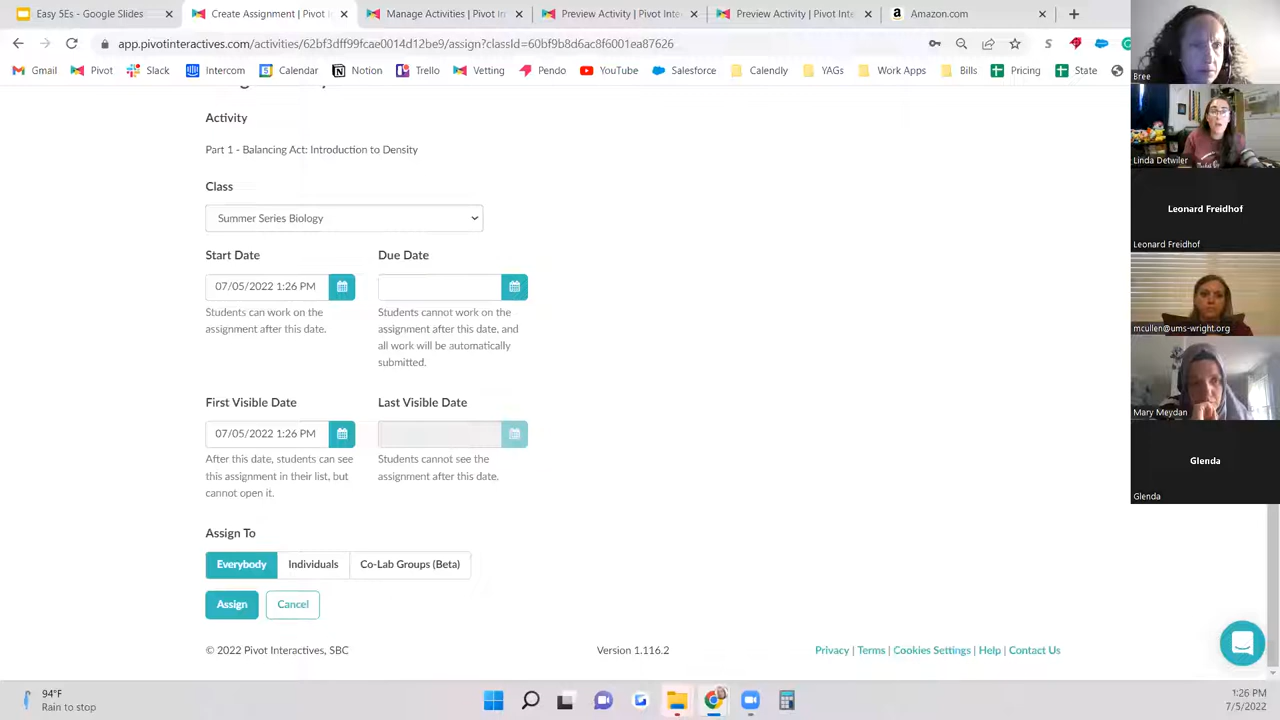 Easy 5Es - Google Slides
Create Assignment | Pivot Intera
Manage Activities | Pivot Intera
Preview Activity | Pivot Interac
Preview Activity | Pivot Interac
Amazon.com
app.pivotinteractives.com/activities/62bf3dff99fcae0014d132e9/assign?classId=60bf9b8d6ac8f6001ea87626
Gmail
Pivot
Slack
Intercom
Calendar
Notion
Trello
Vetting
Pendo
YouTube
Salesforce
Calendly
YAGs
Work Apps
Bills
Pricing
State
Activity
Part 1 - Balancing Act: Introduction to Density
Class
Summer Series Biology
Start Date
Due Date
07/05/2022 1:26 PM
Students can work on the
assignment after this date.
Students cannot work on the
assignment after this date, and
all work will be automatically
submitted.
First Visible Date
Last Visible Date
07/05/2022 1:26 PM
After this date, students can see
this assignment in their list, but
cannot open it.
Students cannot see the
assignment after this date.
Assign To
Everybody
Individuals
Co-Lab Groups (Beta)
Assign
Cancel
© 2022 Pivot Interactives, SBC
Version 1.116.2
Privacy | Terms | Cookies Settings | Help | Contact Us
Bree
Linda Detwiler
Leonard Freidhof
Leonard Freidhof
mcullen@ums-wright.org
Mary Meydan
Glenda
Glenda
94°F
Rain to stop
1:26 PM
7/5/2022